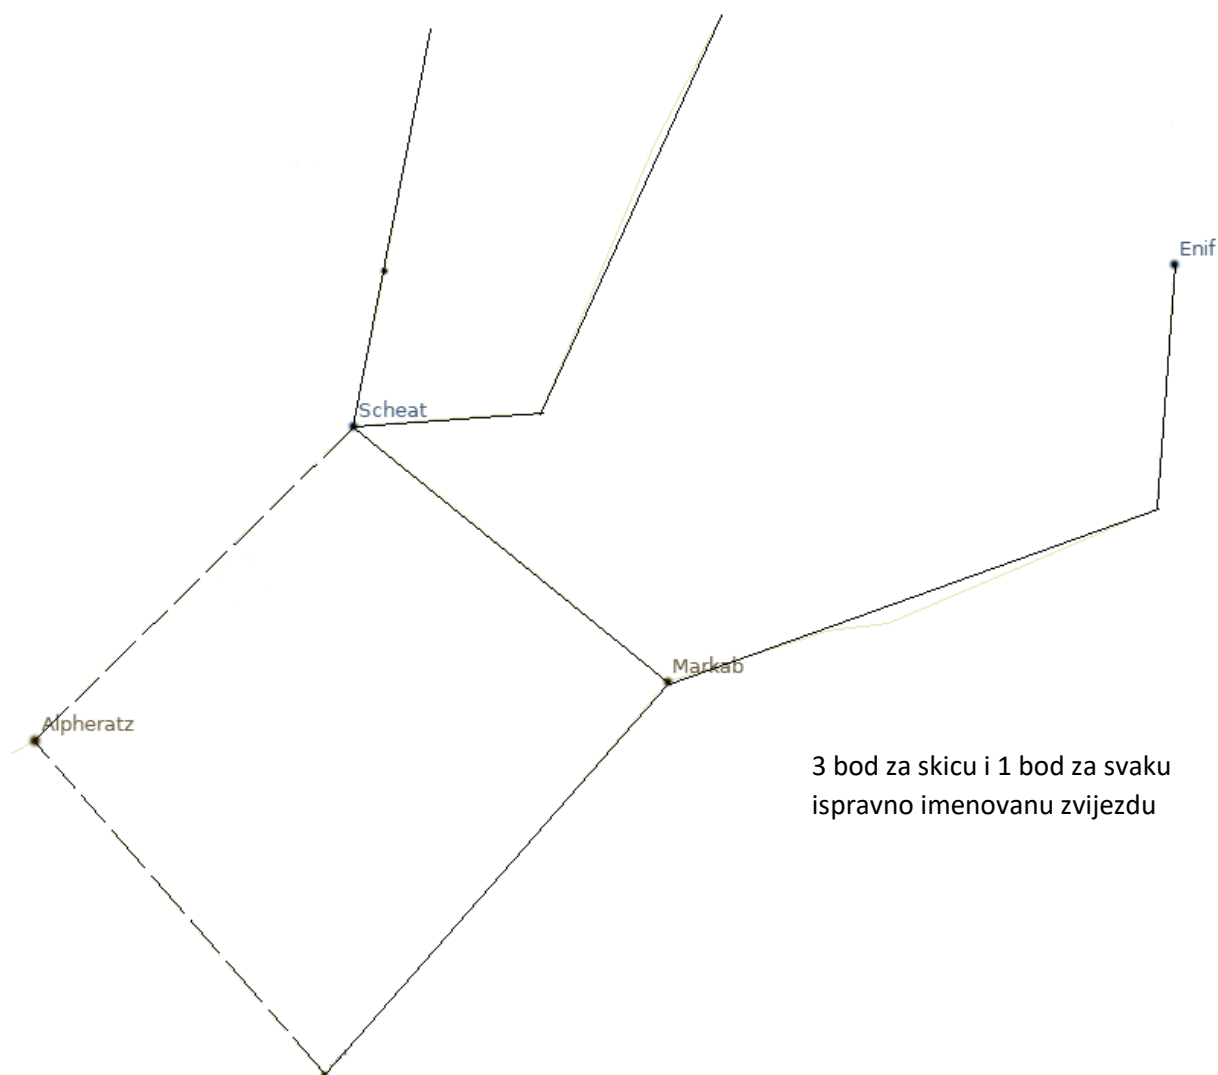 Enif
Scheat
Markab
Alpheratz
3 bod za skicu i 1 bod za svaku
ispravno imenovanu zvijezdu